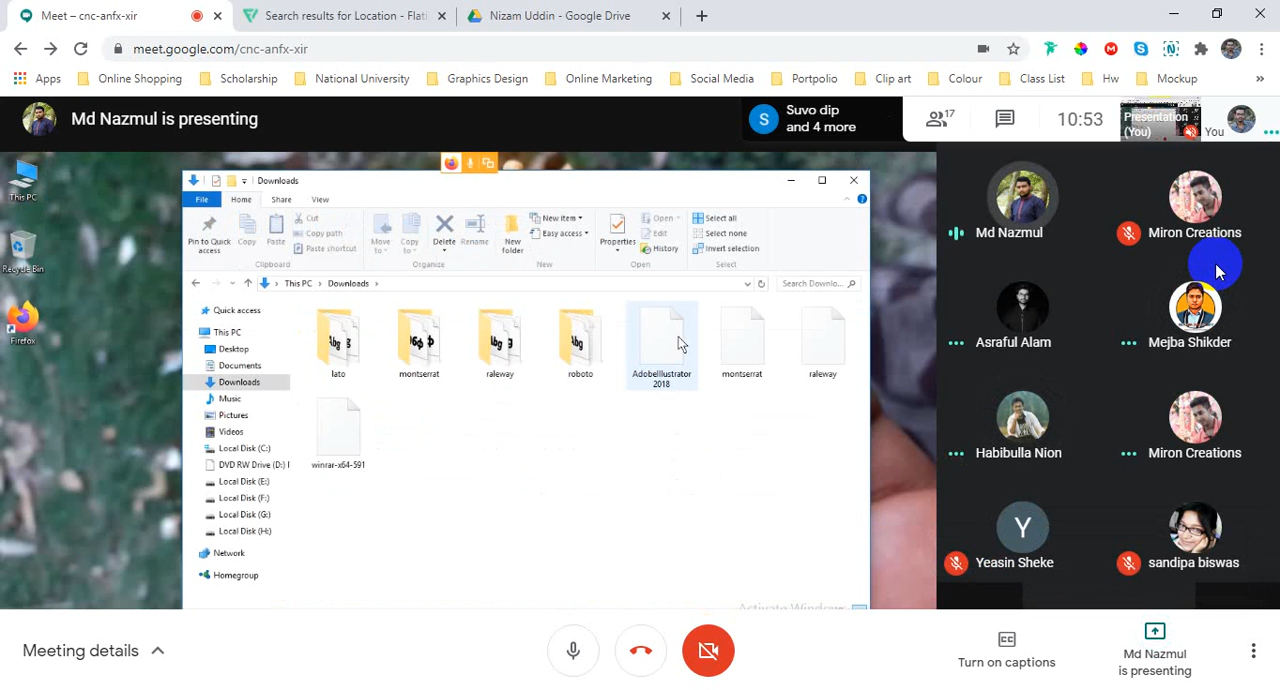 Meet – cnc-anfx-xir
Search results for Location - Flati
Nizam Uddin - Google Drive
meet.google.com/cnc-anfx-xir
Apps
Online Shopping
Scholarship
National University
Graphics Design
Online Marketing
Social Media
Portpolio
Clip art
Colour
Class List
Hw
Mockup
»
Md Nazmul is presenting
S
Suvo dip
and 4 more
17
10:53
Presentation
(You)
You
This PC
Recycle Bin
Firefox
Downloads
File
Home
Share
View
Pin to Quick
access
Copy
Paste
Cut
Copy path
Paste shortcut
Clipboard
Move
to
Copy
to
Delete
Rename
Organize
New
folder
New item
Easy access
New
Properties
Open
Edit
History
Open
Select all
Select none
Invert selection
Select
This PC
Downloads
Search Downlo...
Quick access
This PC
Desktop
Documents
Downloads
Music
Pictures
Videos
Local Disk (C:)
DVD RW Drive (D:) I
Local Disk (E:)
Local Disk (F:)
Local Disk (G:)
Local Disk (H:)
Network
Homegroup
Abg
lato
montserrat
Abg
raleway
Abg
roboto
AdobeIllustrator
2018
montserrat
raleway
winrar-x64-591
Md Nazmul
Miron Creations
Asraful Alam
Mejba Shikder
Habibulla Nion
Miron Creations
Y
Yeasin Sheke
sandipa biswas
Activate Window
Meeting details
Turn on captions
Md Nazmul
is presenting